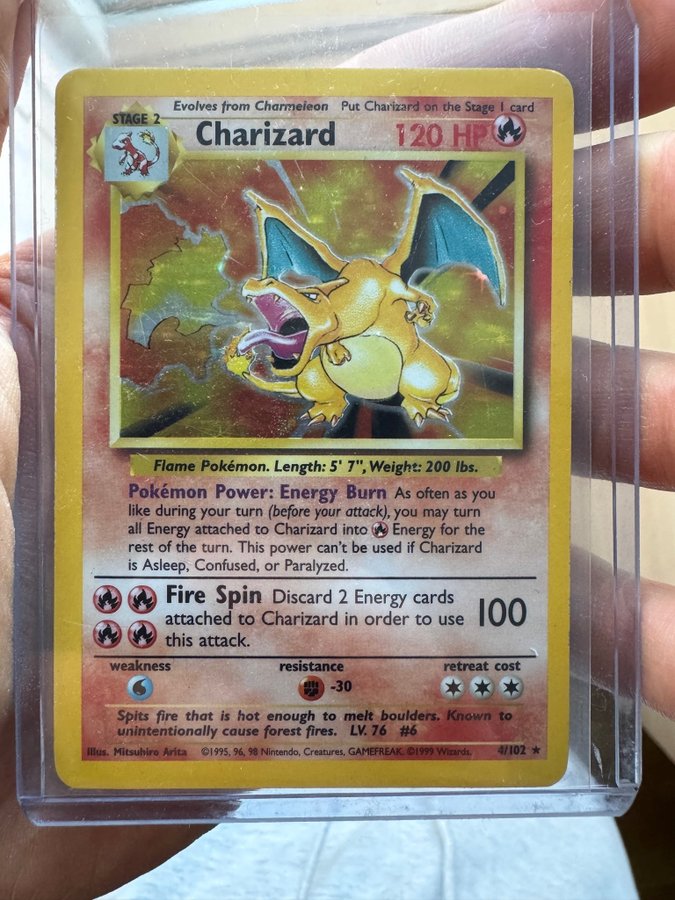 Evolves from Charmeleon Put Charizard on the Stage 1 card
STAGE 2
Charizard 120 HP
Flame Pokémon. Length: 5' 7", Weight: 200 lbs.
Pokémon Power: Energy Burn As often as you
like during your turn (before your attack), you may turn
all Energy attached to Charizard into Energy for the
rest of the turn. This power can't be used if Charizard
is Asleep, Confused, or Paralyzed.
Fire Spin Discard 2 Energy cards
attached to Charizard in order to use 100
this attack.
weakness resistance retreat cost
-30
Spits fire that is hot enough to melt boulders. Known to
unintentionally cause forest fires. LV. 76 #6
Illus. Mitsuhiro Arita ©1995, 96, 98 Nintendo, Creatures, GAMEFREAK. ©1999 Wizards. 4/102 ★